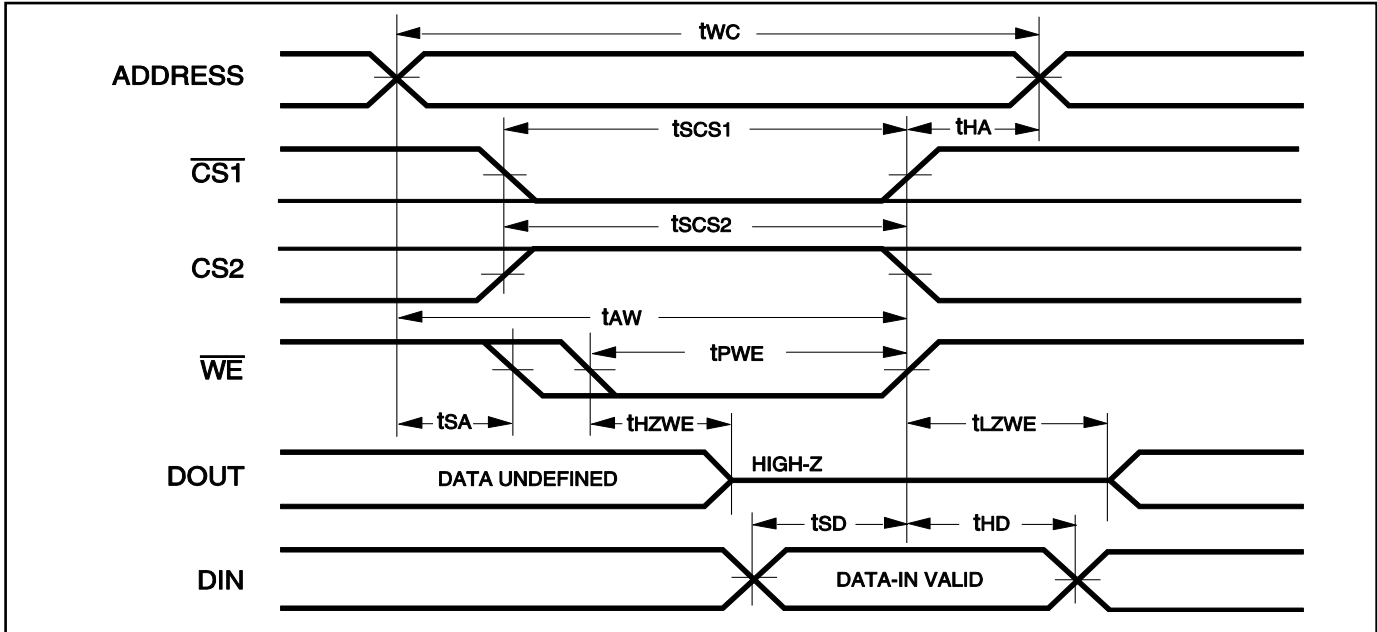 tWC
ADDRESS
tSCS1
tHA
CS1
tSCS2
CS2
tAW
WE
tPWE
tSA
tHZWE
tLZWE
DOUT
DATA UNDEFINED
HIGH-Z
tSD
tHD
DIN
DATA-IN VALID